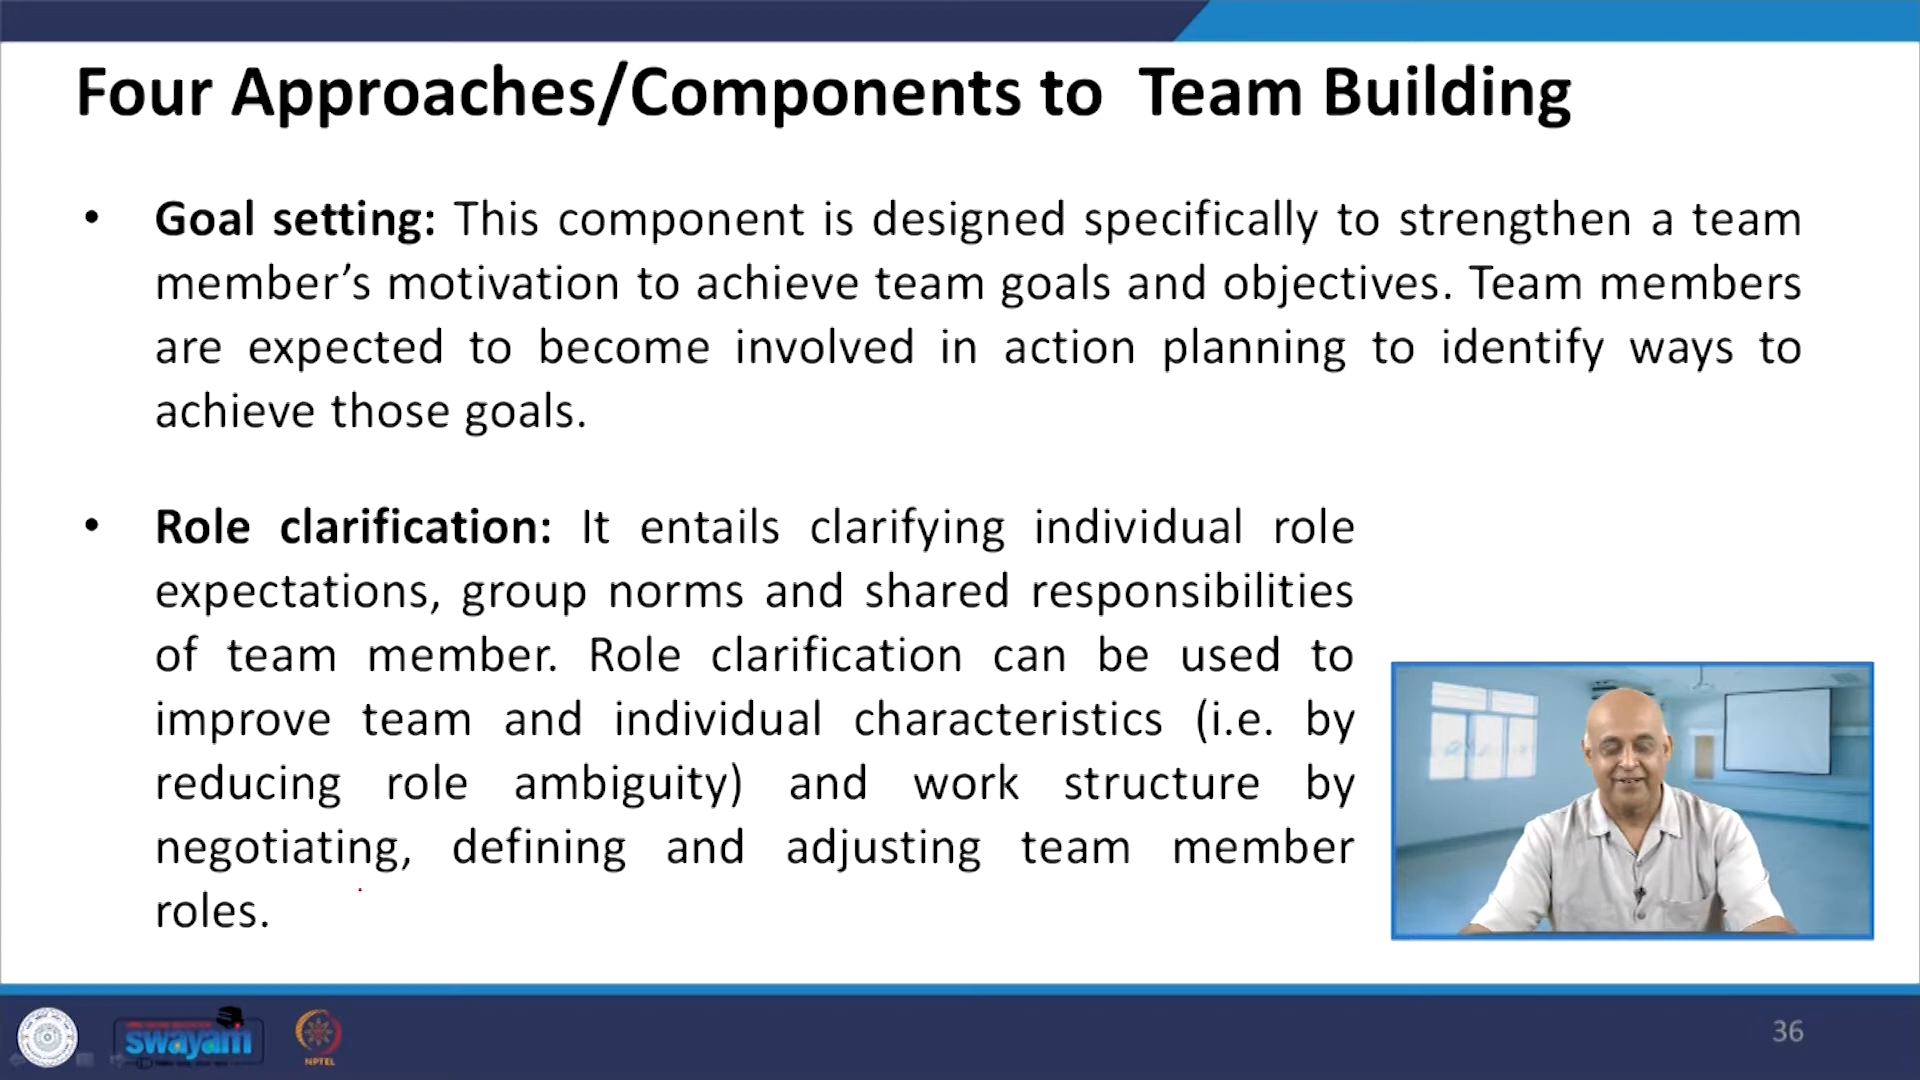 Four Approaches/Components to Team Building
• Goal setting: This component is designed specifically to strengthen a team
member’s motivation to achieve team goals and objectives. Team members
are expected to become involved in action planning to identify ways to
achieve those goals.
• Role clarification: It entails clarifying individual role
expectations, group norms and shared responsibilities
of team member. Role clarification can be used to
improve team and individual characteristics (i.e. by
reducing role ambiguity) and work structure by
negotiating, defining and adjusting team member
roles.
swayam
NPTEL
36